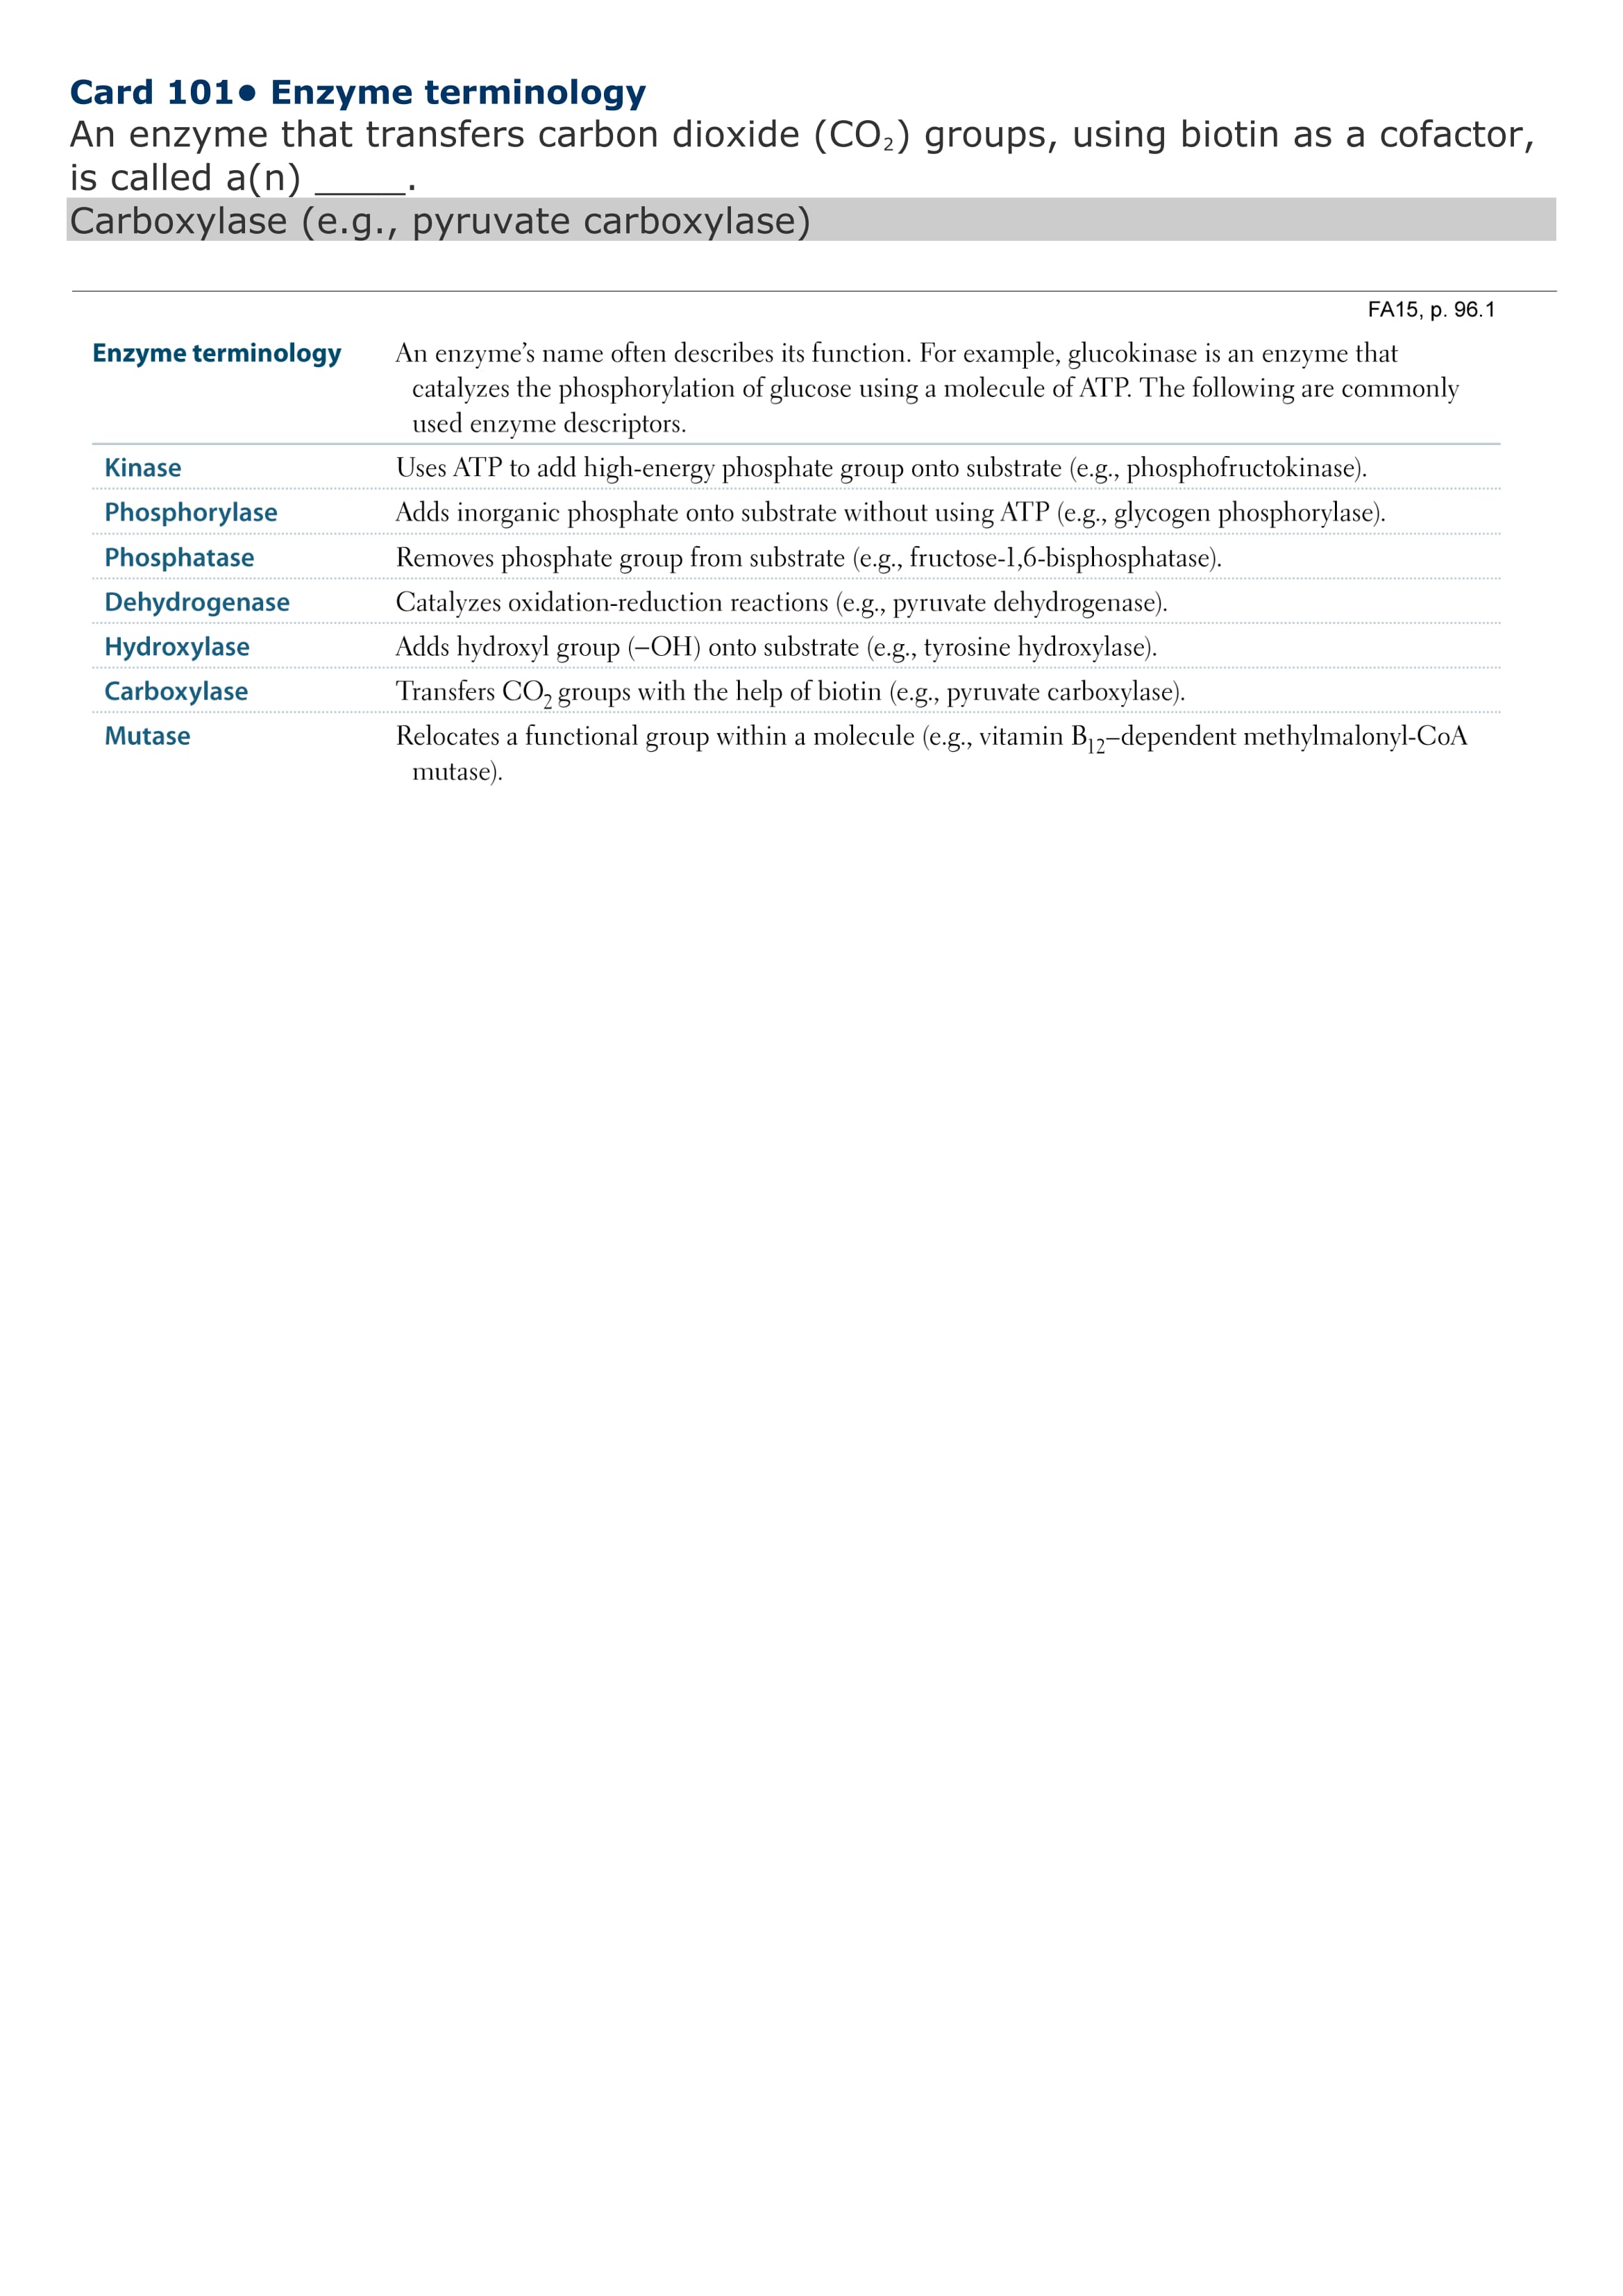 Card 101● Enzyme terminology
An enzyme that transfers carbon dioxide (CO₂) groups, using biotin as a cofactor,
is called a(n) _____.
Carboxylase (e.g., pyruvate carboxylase)
FA15, p. 96.1
Enzyme terminology An enzyme’s name often describes its function. For example, glucokinase is an enzyme that
catalyzes the phosphorylation of glucose using a molecule of ATP. The following are commonly
used enzyme descriptors.
Kinase Uses ATP to add high-energy phosphate group onto substrate (e.g., phosphofructokinase).
Phosphorylase Adds inorganic phosphate onto substrate without using ATP (e.g., glycogen phosphorylase).
Phosphatase Removes phosphate group from substrate (e.g., fructose-1,6-bisphosphatase).
Dehydrogenase Catalyzes oxidation-reduction reactions (e.g., pyruvate dehydrogenase).
Hydroxylase Adds hydroxyl group (–OH) onto substrate (e.g., tyrosine hydroxylase).
Carboxylase Transfers CO₂ groups with the help of biotin (e.g., pyruvate carboxylase).
Mutase Relocates a functional group within a molecule (e.g., vitamin B₁₂–dependent methylmalonyl-CoA
mutase).